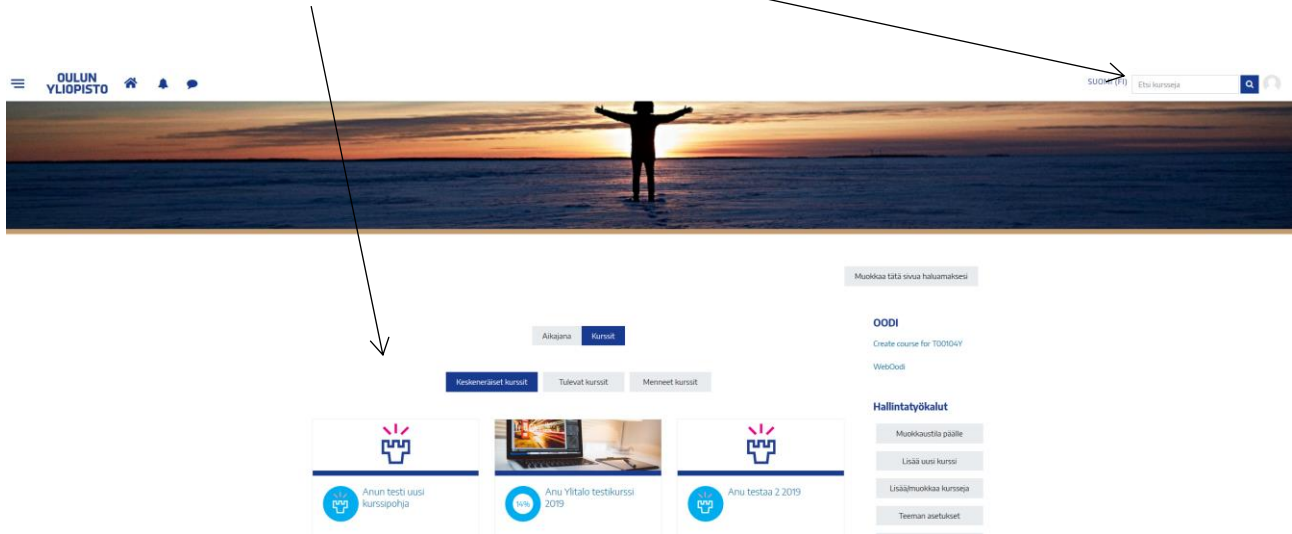 OULUN
YLIOPISTO
SUOMI (FI)
Etsi kursseja
Muokkaa tätä sivua haluamaksesi
Aikajana
Kurssit
Keskeneräiset kurssit
Tulevat kurssit
Menneet kurssit
Anun testi uusi
kurssipohja
14%
Anu Ylitalo testikurssi
2019
Anu testaa 2 2019
OODI
Create course for T00104Y
WebOodi
Hallintatyökalut
Muokkaustila päälle
Lisää uusi kurssi
Lisää/muokkaa kursseja
Teeman asetukset